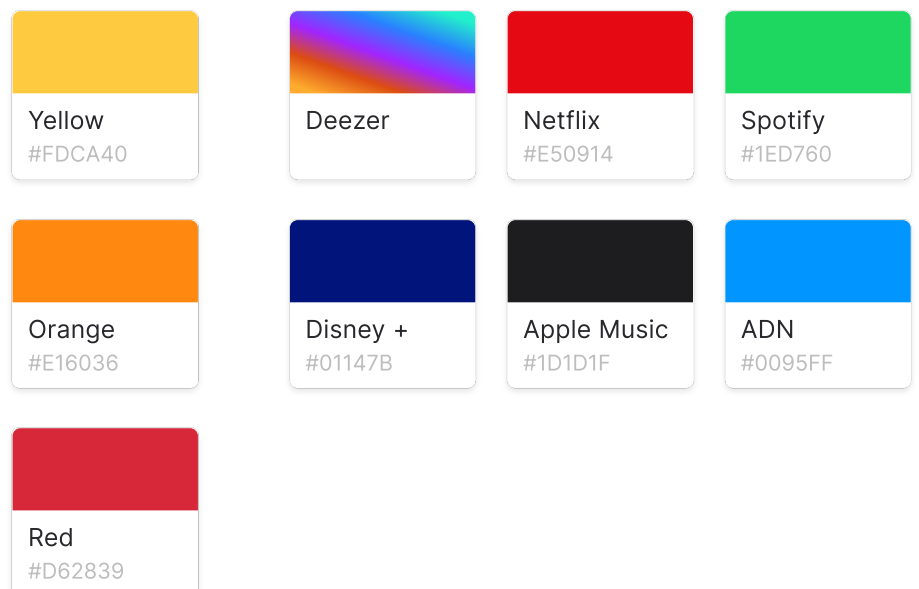 Yellow
#FDCA40
Deezer
Netflix
#E50914
Spotify
#1ED760
Orange
#E16036
Disney +
#01147B
Apple Music
#1D1D1F
ADN
#0095FF
Red
#D62839